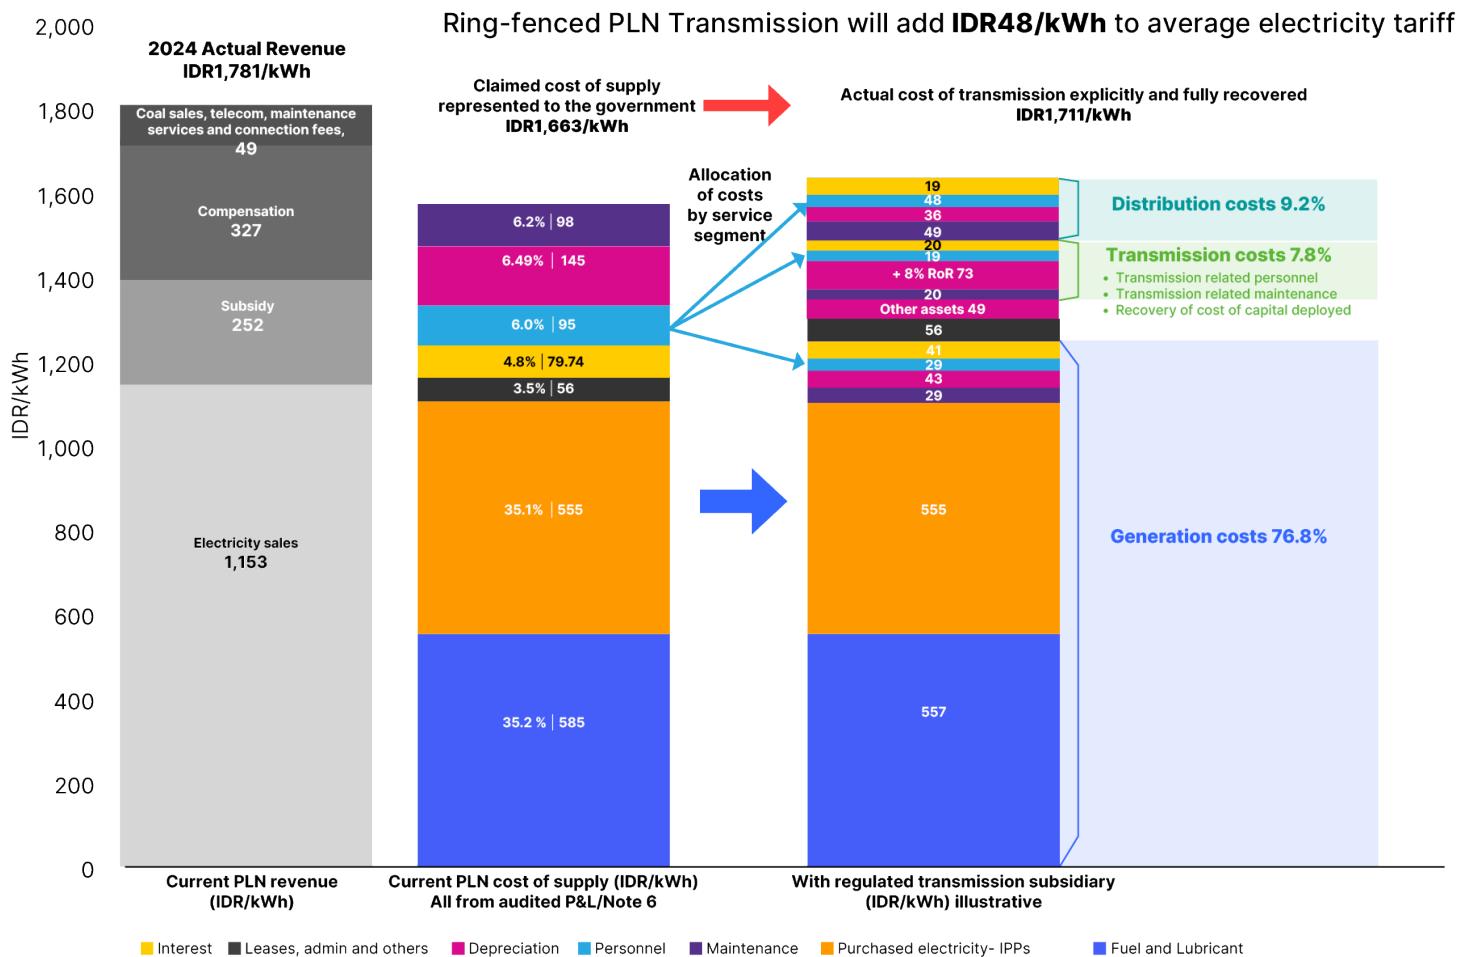 Ring-fenced PLN Transmission will add IDR48/kWh to average electricity tariff
2024 Actual Revenue
IDR1,781/kWh
Claimed cost of supply
represented to the government
IDR1,663/kWh
Actual cost of transmission explicitly and fully recovered
IDR1,711/kWh
IDR/kWh
2,000
1,800
1,600
1,400
1,200
1,000
800
600
400
200
0
Coal sales, telecom, maintenance
services and connection fees,
49
Compensation
327
Subsidy
252
Electricity sales
1,153
6.2% | 98
6.49% | 145
6.0% | 95
4.8% | 79.74
3.5% | 56
35.1% | 555
35.2 % | 585
Allocation
of costs
by service
segment
19
48
36
49
20
19
+ 8% RoR 73
20
Other assets 49
56
41
29
43
29
555
557
Distribution costs 9.2%
Transmission costs 7.8%
• Transmission related personnel
• Transmission related maintenance
• Recovery of cost of capital deployed
Generation costs 76.8%
Current PLN revenue
(IDR/kWh)
Current PLN cost of supply (IDR/kWh)
All from audited P&L/Note 6
With regulated transmission subsidiary
(IDR/kWh) illustrative
Interest
Leases, admin and others
Depreciation
Personnel
Maintenance
Purchased electricity- IPPs
Fuel and Lubricant